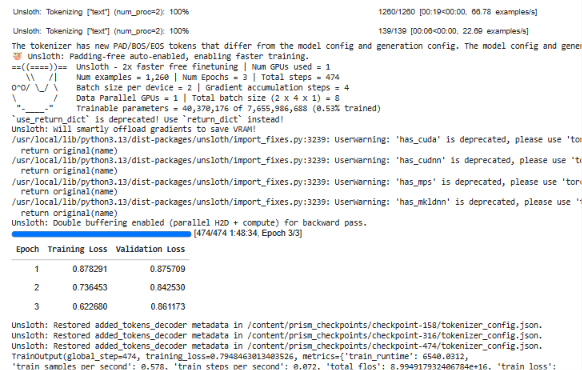 Unsloth: Tokenizing ["text"] (num_proc=2): 100% 1260/1260 [00:19<00:00, 66.78 examples/s]
Unsloth: Tokenizing ["text"] (num_proc=2): 100% 139/139 [00:06<00:00, 22.69 examples/s]
The tokenizer has new PAD/BOS/EOS tokens that differ from the model config and generation config. The model config and gener
🦥 Unsloth: Padding-free auto-enabled, enabling faster training.
==((====))== Unsloth - 2x faster free finetuning | Num GPUs used = 1
\\ /| Num examples = 1,260 | Num Epochs = 3 | Total steps = 474
O^O/ \_/ \ Batch size per device = 2 | Gradient accumulation steps = 4
\ / Data Parallel GPUs = 1 | Total batch size (2 x 4 x 1) = 8
"-____-" Trainable parameters = 40,370,176 of 7,655,986,688 (0.53% trained)
`use_return_dict` is deprecated! Use `return_dict` instead!
Unsloth: Will smartly offload gradients to save VRAM!
/usr/local/lib/python3.13/dist-packages/unsloth/import_fixes.py:3239: UserWarning: 'has_cuda' is deprecated, please use 'tor
return original(name)
/usr/local/lib/python3.13/dist-packages/unsloth/import_fixes.py:3239: UserWarning: 'has_cudnn' is deprecated, please use 'to
return original(name)
/usr/local/lib/python3.13/dist-packages/unsloth/import_fixes.py:3239: UserWarning: 'has_mps' is deprecated, please use 'torc
return original(name)
/usr/local/lib/python3.13/dist-packages/unsloth/import_fixes.py:3239: UserWarning: 'has_mkldnn' is deprecated, please use 't
return original(name)
Unsloth: Double buffering enabled (parallel H2D + compute) for backward pass.
[474/474 1:48:34, Epoch 3/3]
Epoch Training Loss Validation Loss
1 0.878291 0.875709
2 0.736453 0.842530
3 0.622680 0.861173
Unsloth: Restored added_tokens_decoder metadata in /content/prism_checkpoints/checkpoint-158/tokenizer_config.json.
Unsloth: Restored added_tokens_decoder metadata in /content/prism_checkpoints/checkpoint-316/tokenizer_config.json.
Unsloth: Restored added_tokens_decoder metadata in /content/prism_checkpoints/checkpoint-474/tokenizer_config.json.
TrainOutput(global_step=474, training_loss=0.7948463013403526, metrics={'train_runtime': 6540.0312,
'train_samples_per_second': 0.578, 'train_steps_per_second': 0.072, 'total_flos': 8.994917932406784e+16, 'train_loss':